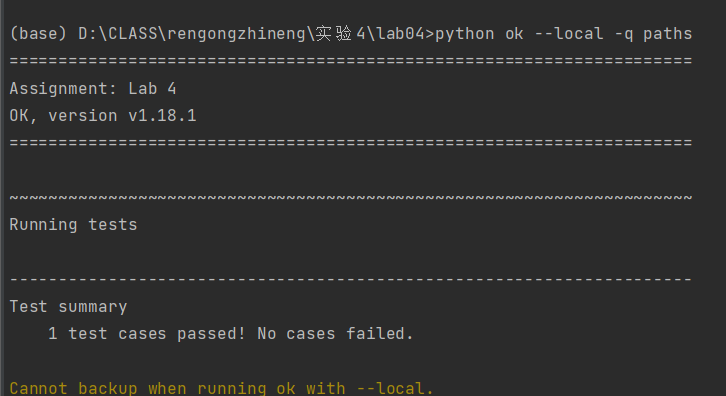 (base) D:\CLASS\rengongzhineng\实验4\lab04>python ok --local -q paths
=====================================================================
Assignment: Lab 4
OK, version v1.18.1
=====================================================================
~~~~~~~~~~~~~~~~~~~~~~~~~~~~~~~~~~~~~~~~~~~~~~~~~~~~~~~~~~~~~~~~~~~~~
Running tests
---------------------------------------------------------------------
Test summary
1 test cases passed! No cases failed.
Cannot backup when running ok with --local.